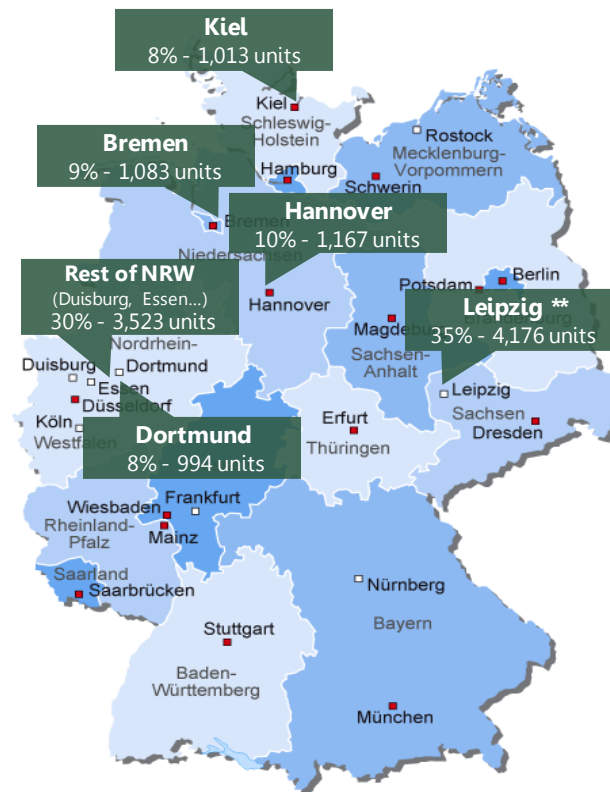 Kiel
8% - 1,013 units
Kiel
Schleswig-
Holstein
Rostock
Mecklenburg-
Vorpommern
Bremen
9% - 1,083 units
Hamburg
Schwerin
Bremen
Niedersachsen
Hannover
10% - 1,167 units
Hannover
Rest of NRW
(Duisburg, Essen...)
30% - 3,523 units
Potsdam
Berlin
Brandenburg
Leipzig **
35% - 4,176 units
Magdebu
Sachsen-
Anhalt
Nordrhein-
Duisburg
Dortmund
Essen
Düsseldorf
Köln
Westfalen
Leipzig
Sachsen
Dresden
Dortmund
8% - 994 units
Erfurt
Thüringen
Wiesbaden
Frankfurt
Rheinland-
Pfalz
Mainz
Saarland
Saarbrücken
Nürnberg
Bayern
Stuttgart
Baden-
Württemberg
München